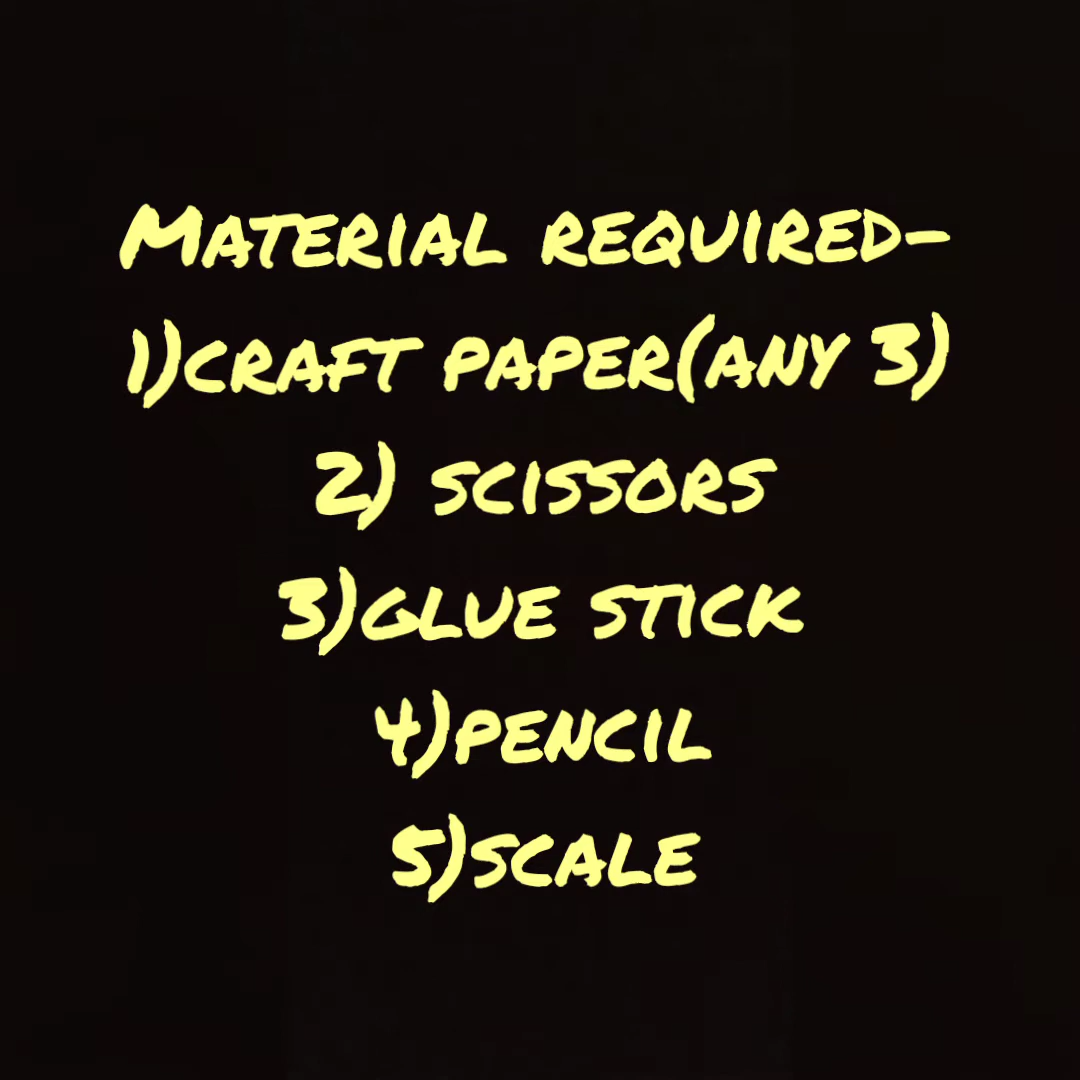 Material required-
1)craft paper(any 3)
2) scissors
3)glue stick
4)pencil
5)scale